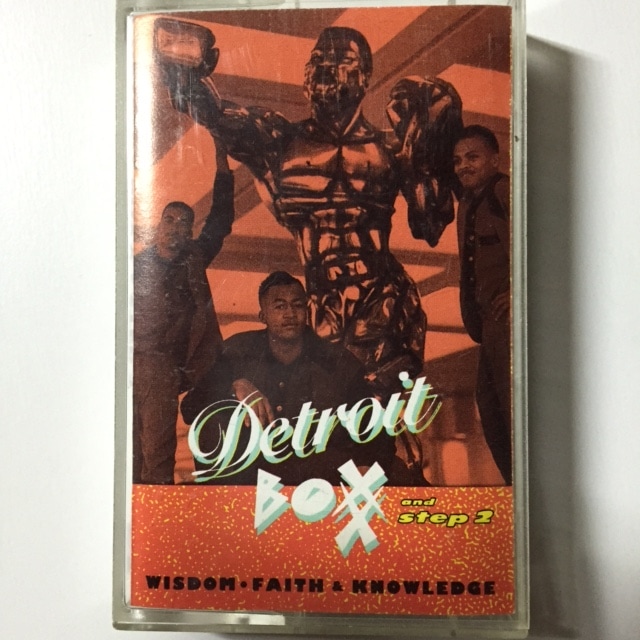 Detroit
BOXX and
step 2
WISDOM • FAITH & KNOWLEDGE